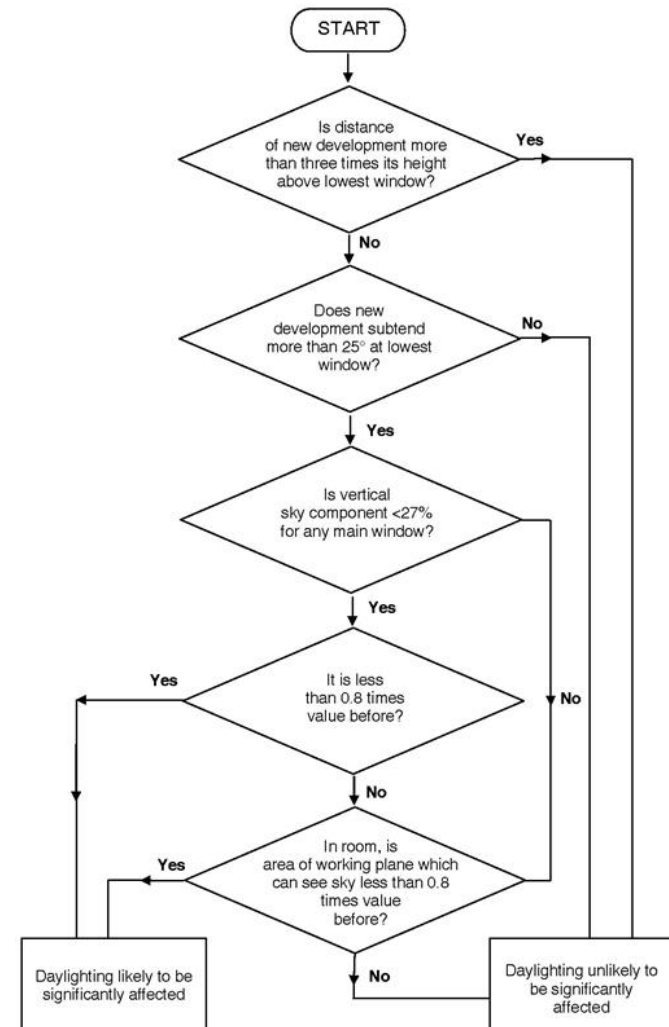 START
Is distance
of new development more
than three times its height
above lowest window?
Yes
No
Does new
development subtend
more than 25° at lowest
window?
No
Yes
Is vertical
sky component <27%
for any main window?
Yes
No
It is less
than 0.8 times
value before?
Yes
No
In room, is
area of working plane which
can see sky less than 0.8
times value
before?
Yes
No
Daylighting likely to be
significantly affected
Daylighting unlikely to
be significantly
affected